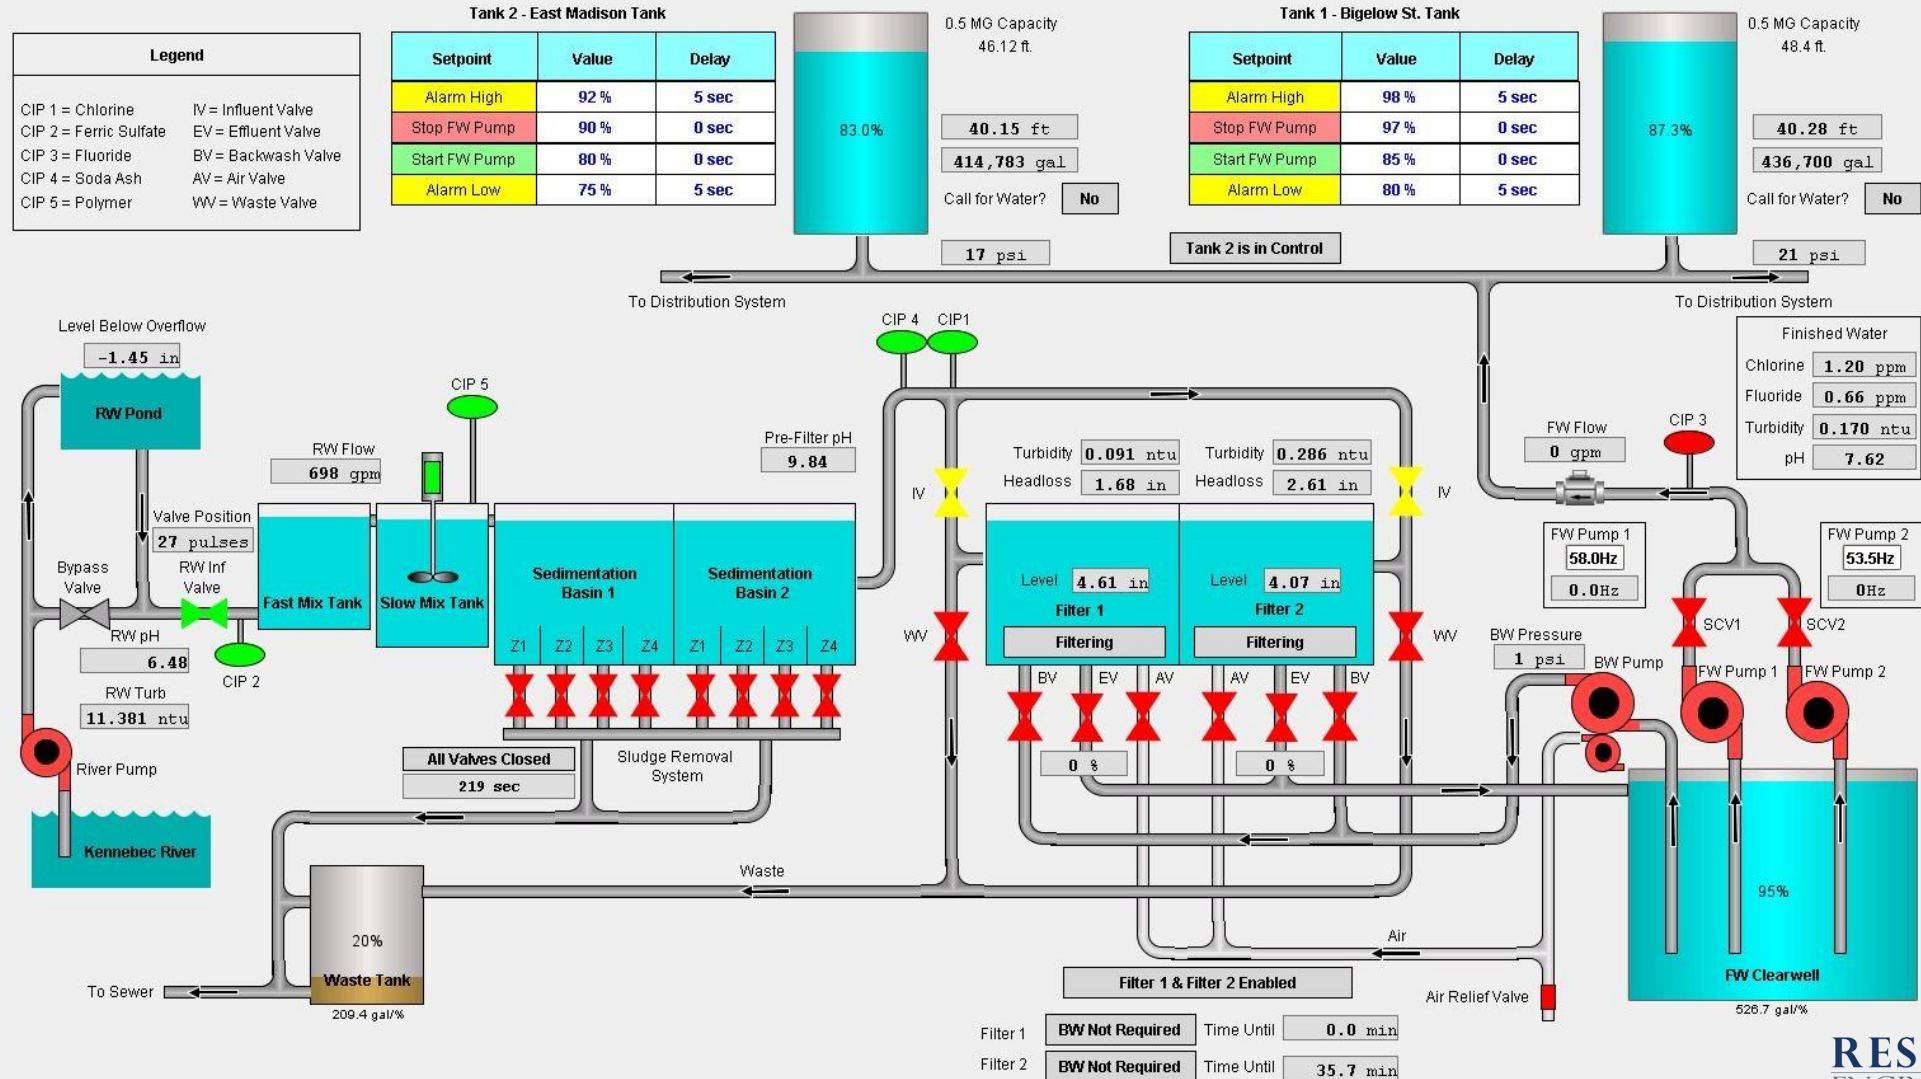 Legend
CIP 1 = Chlorine IV = Influent Valve
CIP 2 = Ferric Sulfate EV = Effluent Valve
CIP 3 = Fluoride BV = Backwash Valve
CIP 4 = Soda Ash AV = Air Valve
CIP 5 = Polymer WV = Waste Valve
Tank 2 - East Madison Tank
Setpoint Value Delay
Alarm High 92 % 5 sec
Stop FW Pump 90 % 0 sec
Start FW Pump 80 % 0 sec
Alarm Low 75 % 5 sec
83.0%
0.5 MG Capacity
46.12 ft.
40.15 ft
414,783 gal
Call for Water? No
17 psi
Tank 1 - Bigelow St. Tank
Setpoint Value Delay
Alarm High 98 % 5 sec
Stop FW Pump 97 % 0 sec
Start FW Pump 85 % 0 sec
Alarm Low 80 % 5 sec
87.3%
0.5 MG Capacity
48.4 ft.
40.28 ft
436,700 gal
Call for Water? No
21 psi
Tank 2 is in Control
To Distribution System
To Distribution System
Level Below Overflow
-1.45 in
RW Pond
RW Flow
698 gpm
CIP 5
Valve Position
27 pulses
Bypass
Valve
RW Inf
Valve
RW pH
6.48
RW Turb
11.381 ntu
CIP 2
River Pump
Kennebec River
Fast Mix Tank
Slow Mix Tank
Sedimentation
Basin 1
Sedimentation
Basin 2
Z1 Z2 Z3 Z4 Z1 Z2 Z3 Z4
All Valves Closed
219 sec
Sludge Removal
System
Pre-Filter pH
9.84
CIP 4 CIP1
IV
IV
WV
WV
Turbidity 0.091 ntu
Headloss 1.68 in
Turbidity 0.286 ntu
Headloss 2.61 in
Level 4.61 in
Filter 1
Filtering
Level 4.07 in
Filter 2
Filtering
BV EV AV AV EV BV
0 %
0 %
Finished Water
Chlorine 1.20 ppm
Fluoride 0.66 ppm
Turbidity 0.170 ntu
pH 7.62
FW Flow
0 gpm
CIP 3
FW Pump 1
58.0Hz
0.0Hz
FW Pump 2
53.5Hz
0Hz
SCV1
SCV2
BW Pressure
1 psi
BW Pump
FW Pump 1
FW Pump 2
95%
FW Clearwell
526.7 gal/%
Waste
Air
Air Relief Valve
20%
Waste Tank
209.4 gal/%
To Sewer
Filter 1 & Filter 2 Enabled
Filter 1 BW Not Required Time Until 0.0 min
Filter 2 BW Not Required Time Until 35.7 min
RES